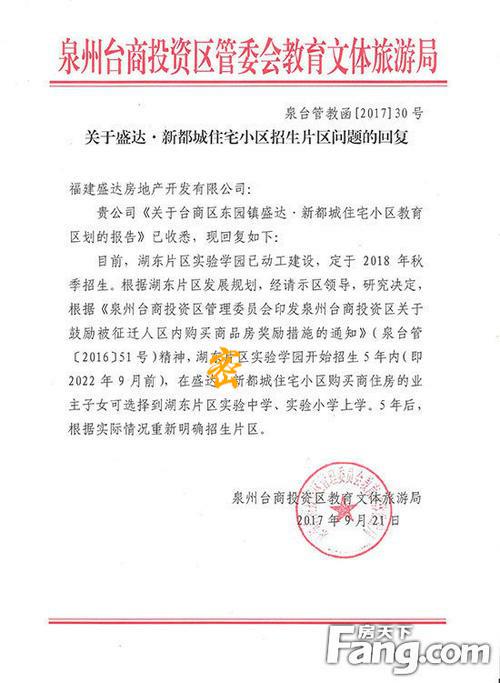 泉州台商投资区管委会教育文体旅游局
泉台管教函[2017]30号
关于盛达·新都城住宅小区招生片区问题的回复
福建盛达房地产开发有限公司：
贵公司《关于台商区东园镇盛达·新都城住宅小区教育
区划的报告》已收悉，现回复如下：
目前，湖东片区实验学园已动工建设，定于2018年秋
季招生。根据湖东片区发展规划，经请示区领导，研究决定，
根据《泉州台商投资区管理委员会印发泉州台商投资区关于
鼓励被征迁人区内购买商品房奖励措施的通知》（泉台管
〔2016〕51号）精神，湖东片区实验学园开始招生5年内（即
密
2022年9月前），在盛达·新都城住宅小区购买商住房的业
主子女可选择到湖东片区实验中学、实验小学上学。5年后，
根据实际情况重新明确招生片区。
泉州台商投资区教育文体旅游局
2017年9月21日
房天下
Fang.com